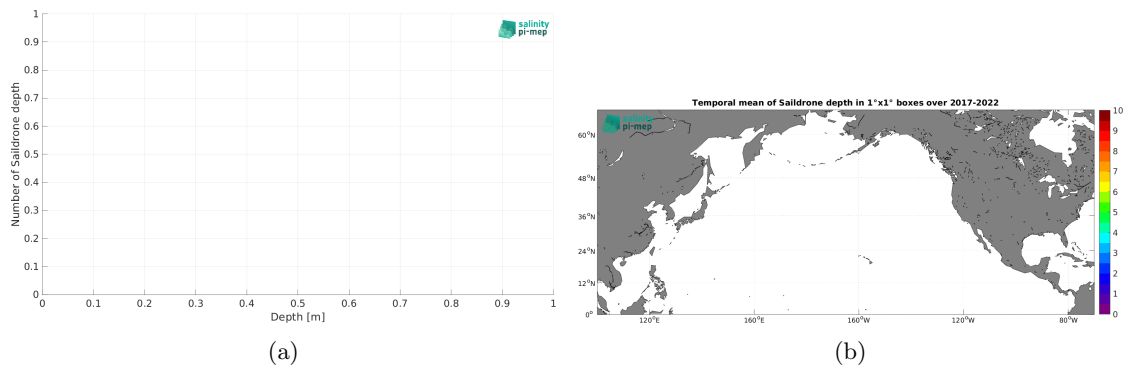 salinity
pi-mep
1
0.9
0.8
0.7
0.6
0.5
0.4
0.3
0.2
0.1
0
Number of Saildrone depth
0 0.1 0.2 0.3 0.4 0.5 0.6 0.7 0.8 0.9 1
Depth [m]
(a)
Temporal mean of Saildrone depth in 1°x1° boxes over 2017-2022
salinity
pi-mep
60°N
48°N
36°N
24°N
12°N
0°
120°E 160°E 160°W 120°W 80°W
10
9
8
7
6
5
4
3
2
1
0
(b)